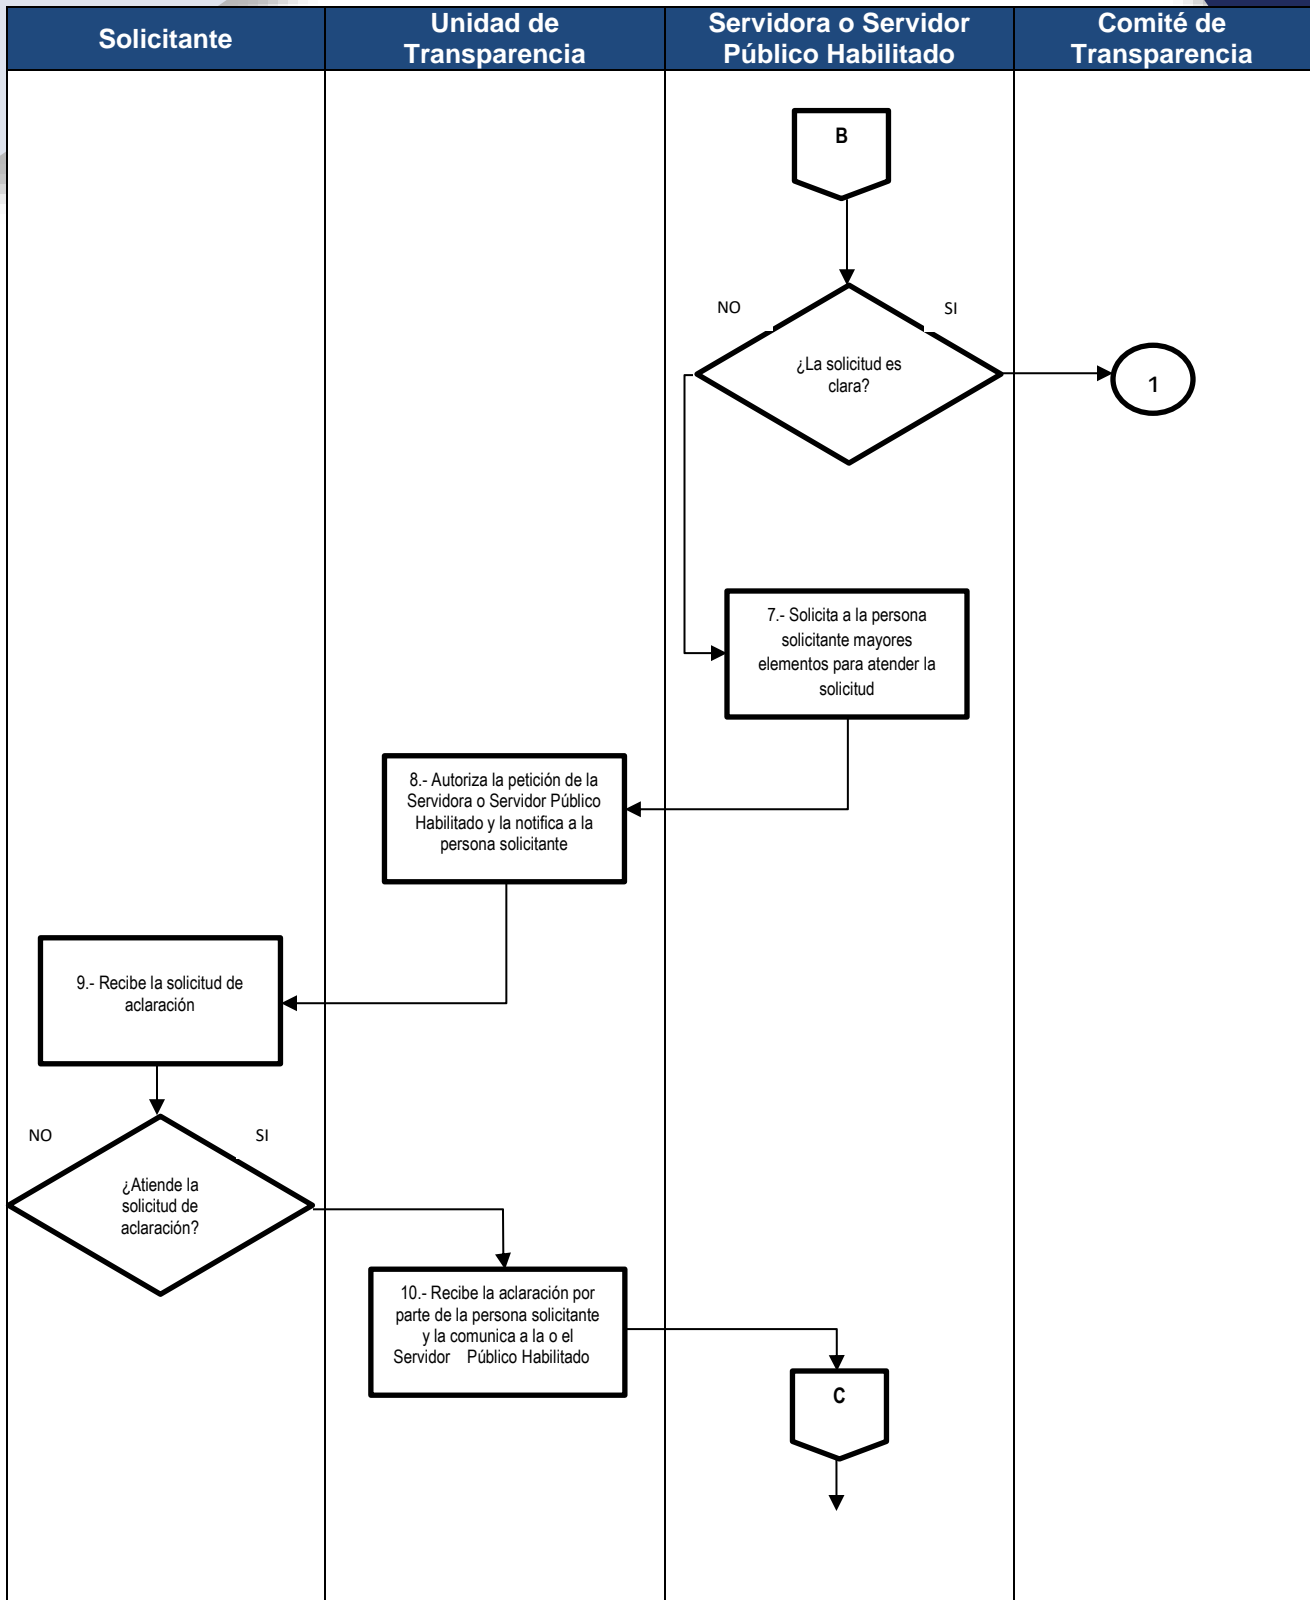 Solicitante
Unidad de
Transparencia
Servidora o Servidor
Público Habilitado
Comité de
Transparencia
B
NO
SI
¿La solicitud es
clara?
1
7.- Solicita a la persona
solicitante mayores
elementos para atender la
solicitud
8.- Autoriza la petición de la
Servidora o Servidor Público
Habilitado y la notifica a la
persona solicitante
9.- Recibe la solicitud de
aclaración
NO
SI
¿Atiende la
solicitud de
aclaración?
10.- Recibe la aclaración por
parte de la persona solicitante
y la comunica a la o el
Servidor Público Habilitado
C